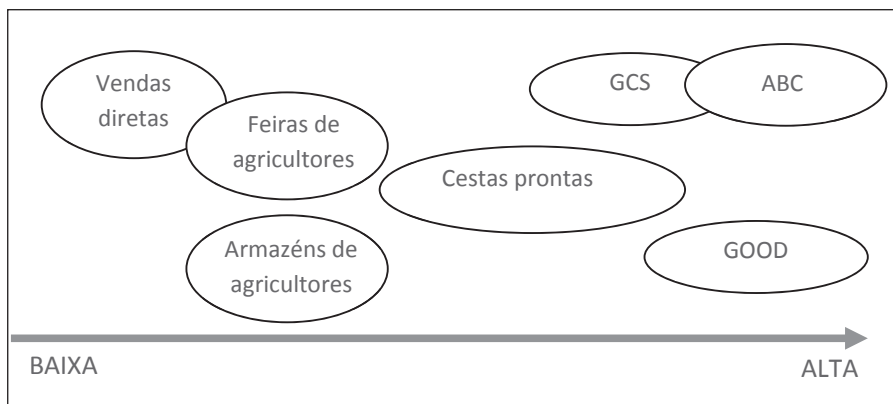 Vendas
diretas
Feiras de
agricultores
Armazéns de
agricultores
Cestas prontas
GCS
ABC
GOOD
BAIXA
ALTA